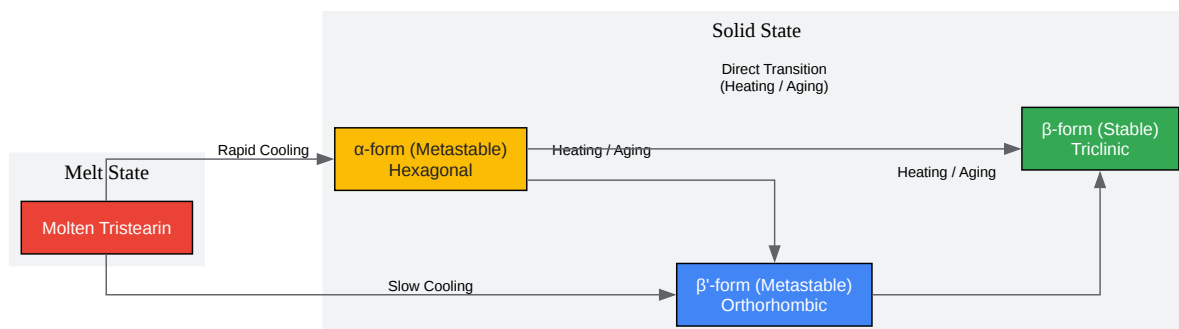 Solid State
Direct Transition
(Heating / Aging)
Rapid Cooling
α-form (Metastable)
Hexagonal
Heating / Aging
β-form (Stable)
Triclinic
Heating / Aging
Melt State
Molten Tristearin
Slow Cooling
β'-form (Metastable)
Orthorhombic